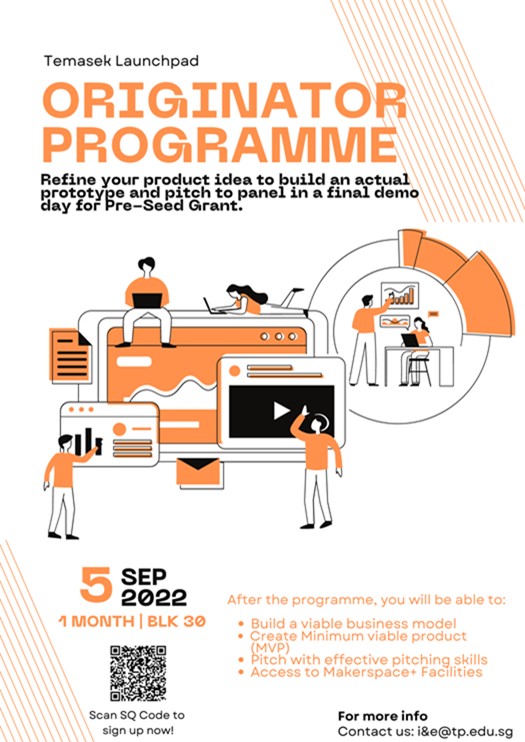 Temasek Launchpad
ORIGINATOR
PROGRAMME
Refine your product idea to build an actual
prototype and pitch to panel in a final demo
day for Pre-Seed Grant.
5 SEP
2022
1 MONTH | BLK 30
Scan SQ Code to
sign up now!
After the programme, you will be able to:
• Build a viable business model
• Create Minimum viable product
(MVP)
• Pitch with effective pitching skills
• Access to Makerspace+ Facilities
For more info
Contact us: i&e@tp.edu.sg